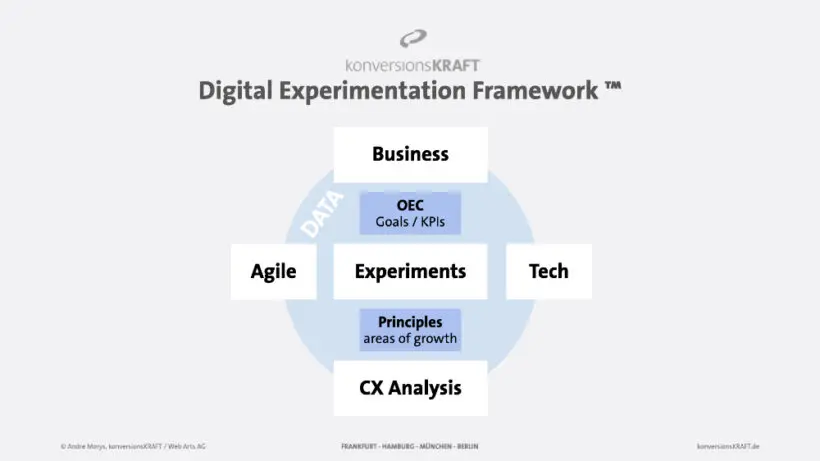 konversionsKRAFT
Digital Experimentation Framework ™
Business
DATA
OEC
Goals / KPIs
Agile
Experiments
Tech
Principles
areas of growth
CX Analysis
© Andre Morys, konversionsKRAFT / Web Arts AG
FRANKFURT - HAMBURG - MÜNCHEN - BERLIN
konversionsKRAFT.de